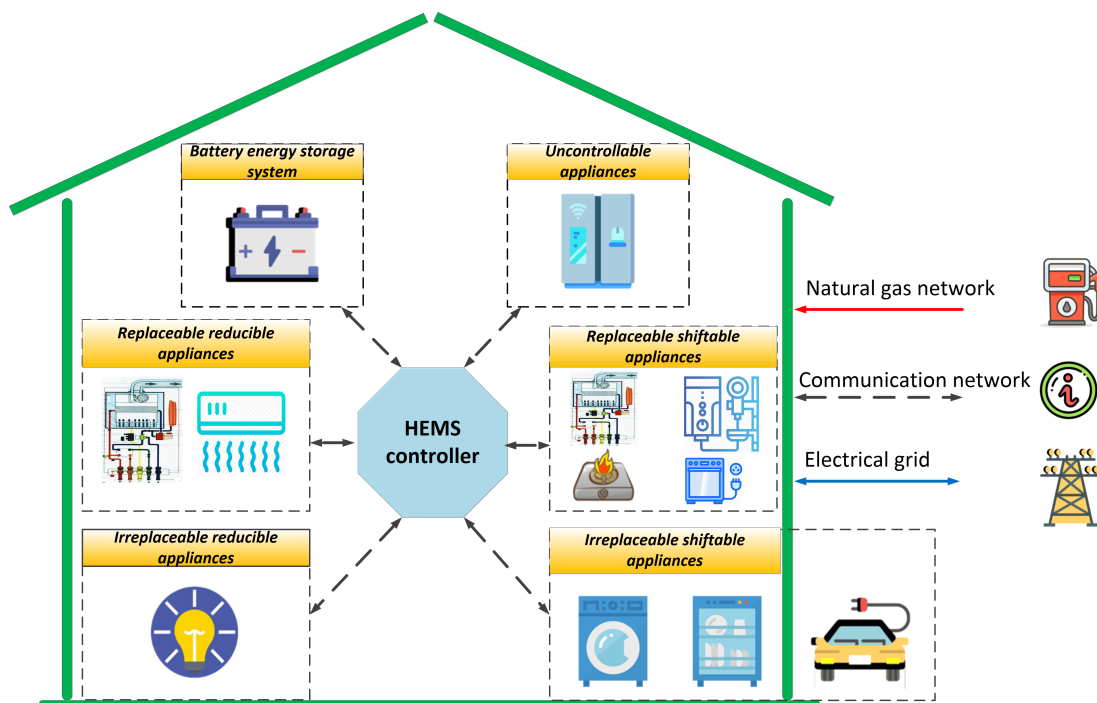 Battery energy storage
system
Uncontrollable
appliances
Natural gas network
Replaceable reducible
appliances
Replaceable shiftable
appliances
Communication network
HEMS
controller
Electrical grid
Irreplaceable reducible
appliances
Irreplaceable shiftable
appliances